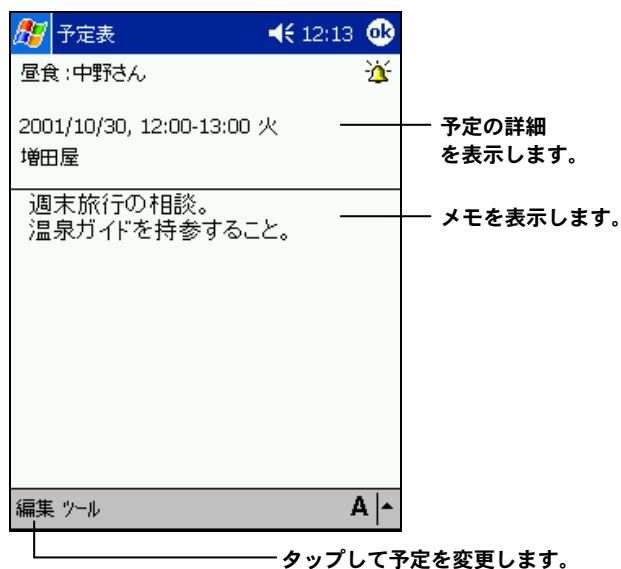 予定表 12:13 ok
昼食:中野さん
2001/10/30, 12:00-13:00 火
増田屋
予定の詳細
を表示します。
週末旅行の相談。
温泉ガイドを持参すること。
メモを表示します。
編集 ツール A
タップして予定を変更します。